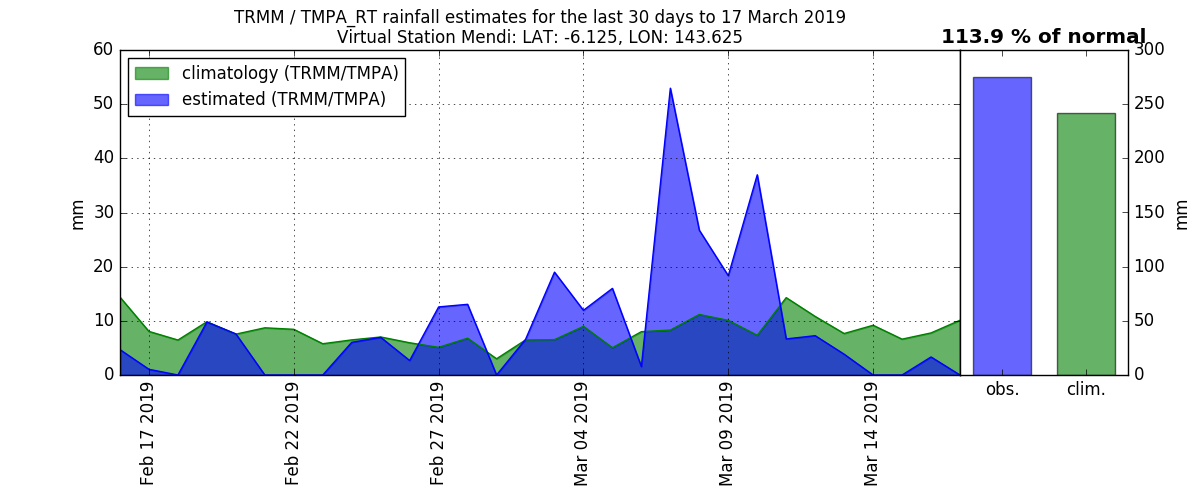 TRMM / TMPA_RT rainfall estimates for the last 30 days to 17 March 2019
Virtual Station Mendi: LAT: -6.125, LON: 143.625
113.9 % of normal
climatology (TRMM/TMPA)
estimated (TRMM/TMPA)
60
50
40
30
20
10
0
mm
300
250
200
150
100
50
0
mm
Feb 17 2019
Feb 22 2019
Feb 27 2019
Mar 04 2019
Mar 09 2019
Mar 14 2019
obs.
clim.